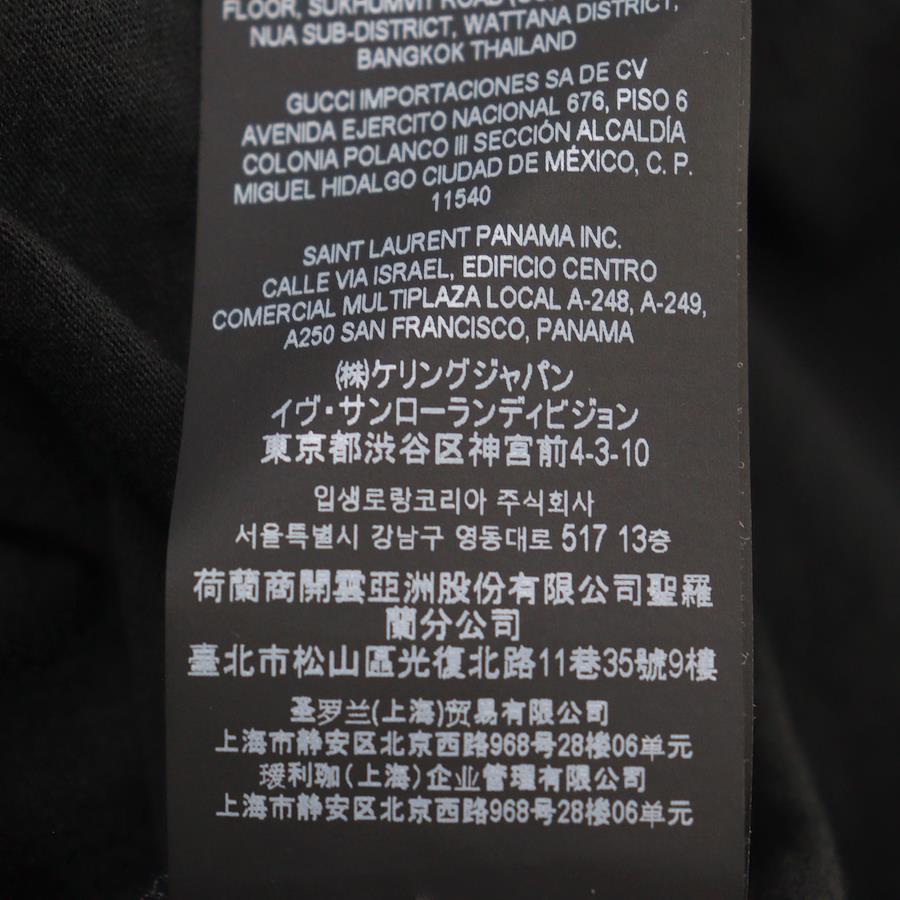 FLOOR, SUKHUMVIT ROAD
NUA SUB-DISTRICT, WATTANA DISTRICT,
BANGKOK THAILAND
GUCCI IMPORTACIONES SA DE CV
AVENIDA EJERCITO NACIONAL 676, PISO 6
COLONIA POLANCO III SECCIÓN ALCALDÍA
MIGUEL HIDALGO CIUDAD DE MÉXICO, C. P.
11540
SAINT LAURENT PANAMA INC.
CALLE VIA ISRAEL, EDIFICIO CENTRO
COMERCIAL MULTIPLAZA LOCAL A-248, A-249,
A250 SAN FRANCISCO, PANAMA
(株)ケリングジャパン
イヴ・サンローランディビジョン
東京都渋谷区神宮前4-3-10
입생로랑코리아 주식회사
서울특별시 강남구 영동대로 517 13층
荷蘭商開雲亞洲股份有限公司聖羅
蘭分公司
臺北市松山區光復北路11巷35號9樓
圣罗兰(上海)贸易有限公司
上海市静安区北京西路968号28楼06单元
瑷利珈(上海)企业管理有限公司
上海市静安区北京西路968号28楼06单元